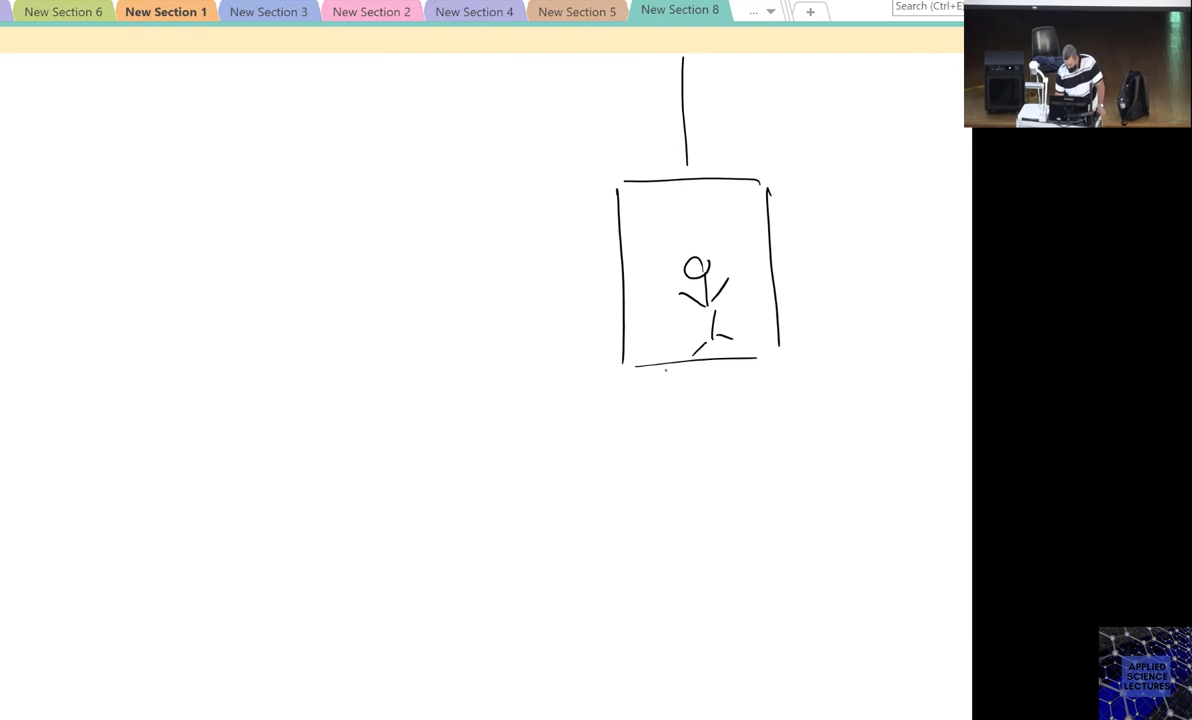 New Section 6 New Section 1 New Section 3 New Section 2 New Section 4 New Section 5 New Section 8 ... + Search (Ctrl+E)
APPLIED
SCIENCE
LECTURES